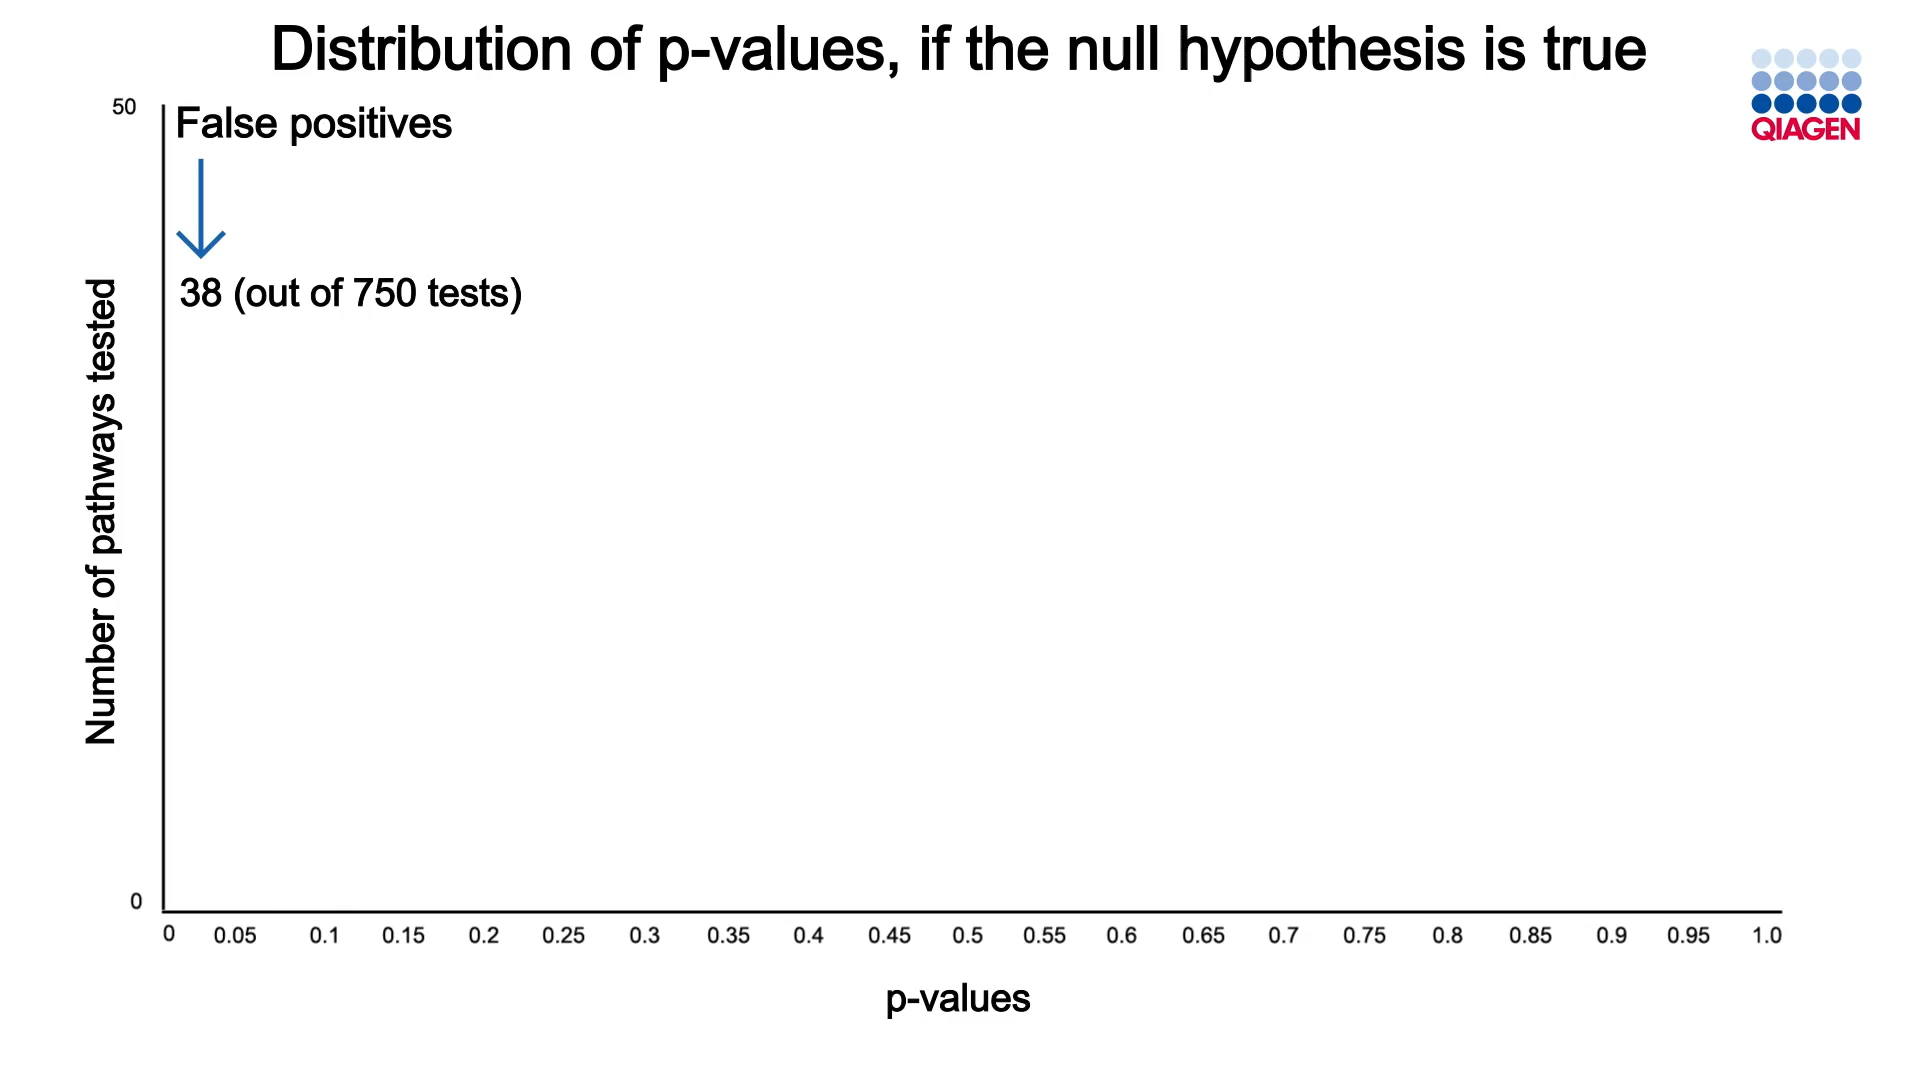 Distribution of p-values, if the null hypothesis is true
QIAGEN
50
False positives
38 (out of 750 tests)
Number of pathways tested
0
0 0.05 0.1 0.15 0.2 0.25 0.3 0.35 0.4 0.45 0.5 0.55 0.6 0.65 0.7 0.75 0.8 0.85 0.9 0.95 1.0
p-values